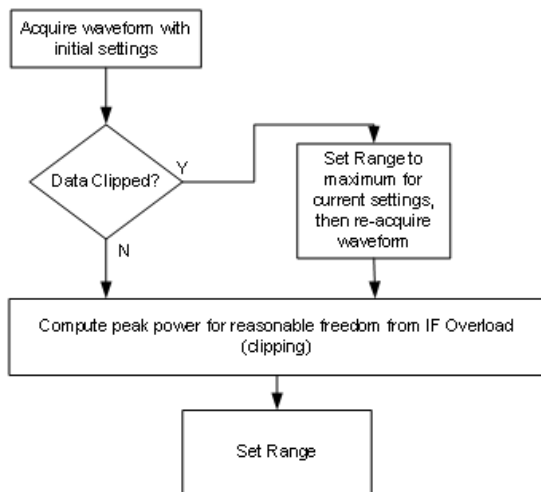 Acquire waveform with
initial settings
Data Clipped?
Y
Set Range to
maximum for
current settings,
then re-acquire
waveform
N
Compute peak power for reasonable freedom from IF Overload
(clipping)
Set Range